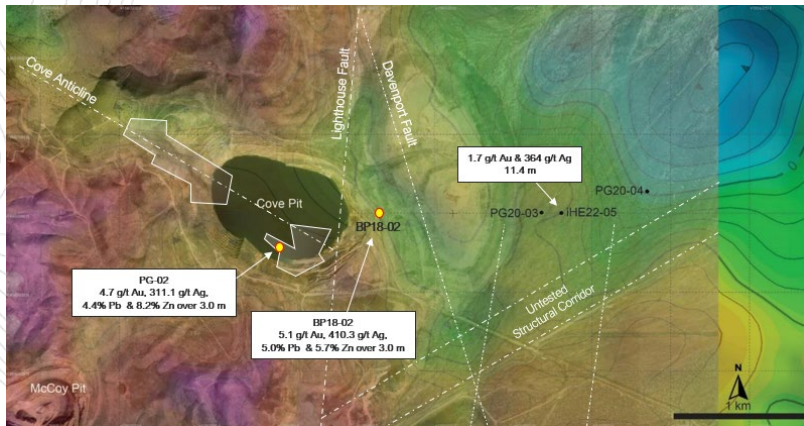 Cove Anticline
Lighthouse Fault
Davenport Fault
1.7 g/t Au & 364 g/t Ag
11.4 m
PG20-04
PG20-03
iHE22-05
Cove Pit
BP18-02
PG-02
4.7 g/t Au, 311.1 g/t Ag,
4.4% Pb & 8.2% Zn over 3.0 m
BP18-02
5.1 g/t Au, 410.3 g/t Ag,
5.0% Pb & 5.7% Zn over 3.0 m
Untested
Structural Corridor
McCoy Pit
N
1 km
0